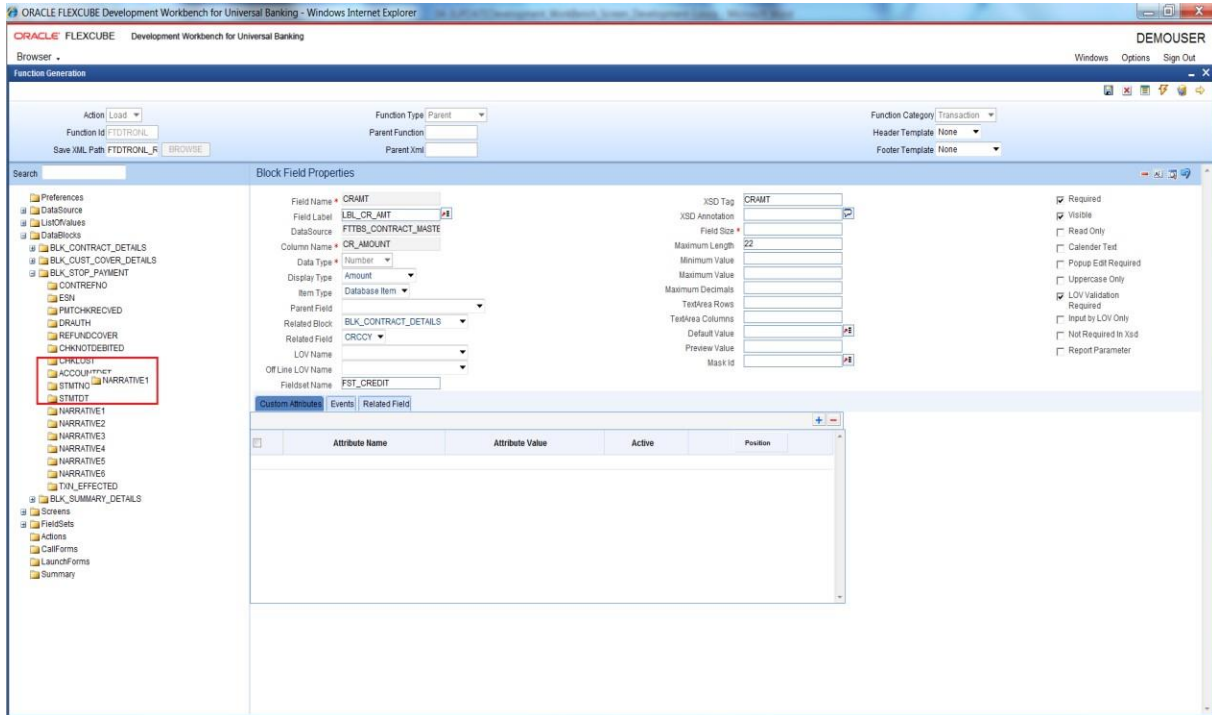 ORACLE FLEXCUBE Development Workbench for Universal Banking - Windows Internet Explorer
ORACLE FLEXCUBE Development Workbench for Universal Banking
DEMOUSER
Browser
Windows Options Sign Out
Function Generation
Action Load
Function Type Parent
Function Category Transaction
Function Id FTDTRONL
Parent Function
Header Template None
Save XML Path FTDTRONL_R BROWSE
Parent Xml
Footer Template None
Search
Block Field Properties
Preferences
DataSource
ListOfValues
DataBlocks
BLK_CONTRACT_DETAILS
BLK_CUST_COVER_DETAILS
BLK_STOP_PAYMENT
CONTREFNO
ESN
PMTCHKRECVED
DRAUTH
REFUNDCOVER
CHKNOTDEBITED
CHKLOST
ACCOUNTDET
STMTNO
NARRATIVE1
STMTDT
NARRATIVE1
NARRATIVE2
NARRATIVE3
NARRATIVE4
NARRATIVE5
NARRATIVE6
TXN_EFFECTED
BLK_SUMMARY_DETAILS
Screens
FieldSets
Actions
CallForms
LaunchForms
Summary
Field Name * CRAMT
Field Label LBL_CR_AMT
DataSource FTTBS_CONTRACT_MASTE
Column Name * CR_AMOUNT
Data Type * Number
Display Type Amount
Item Type Database Item
Parent Field
Related Block BLK_CONTRACT_DETAILS
Related Field CRCCY
LOV Name
Off Line LOV Name
Fieldset Name FST_CREDIT
XSD Tag CRAMT
XSD Annotation
Field Size *
Maximum Length 22
Minimum Value
Maximum Value
Maximum Decimals
TextArea Rows
TextArea Columns
Default Value
Preview Value
Mask Id
Required
Visible
Read Only
Calender Text
Popup Edit Required
Uppercase Only
LOV Validation
Required
Input by LOV Only
Not Required In Xsd
Report Parameter
Custom Attributes Events Related Field
Attribute Name Attribute Value Active Position